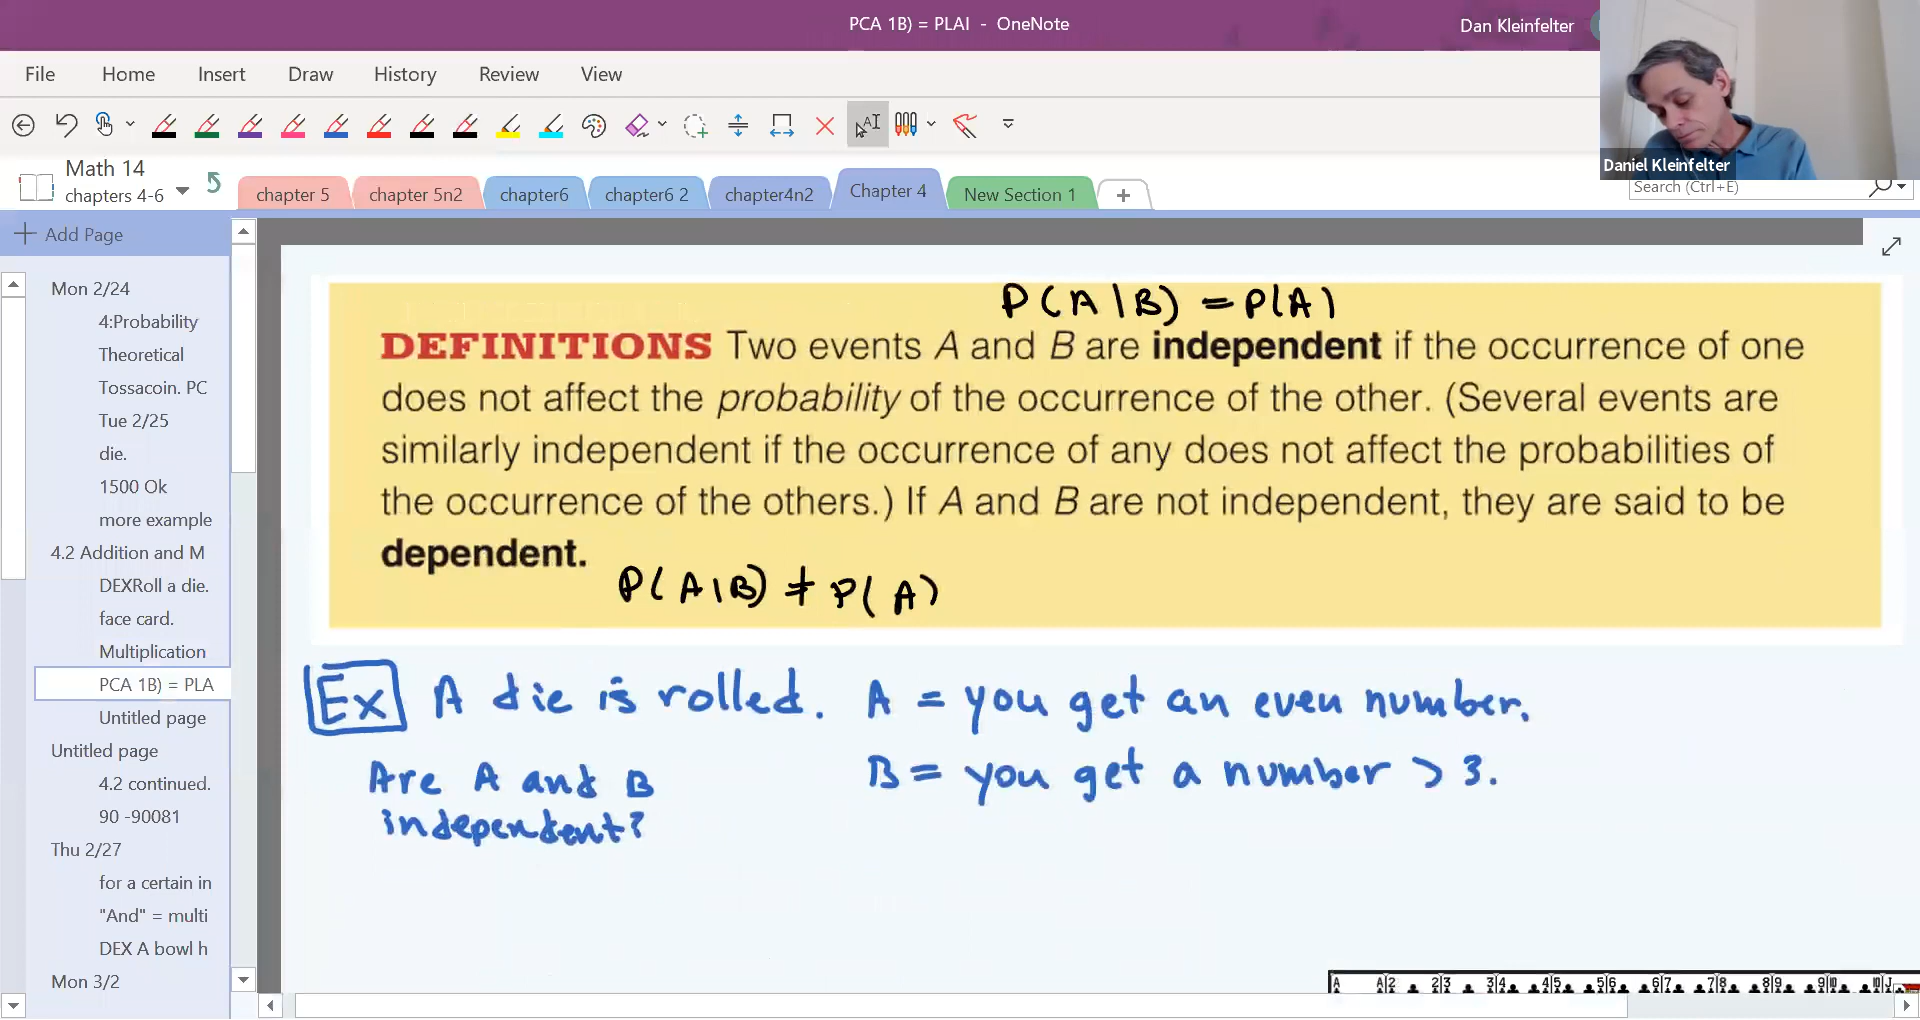 PCA 1B) = PLAI - OneNote
Dan Kleinfelter
File Home Insert Draw History Review View
Daniel Kleinfelter
Math 14
chapters 4-6
chapter 5
chapter 5n2
chapter6
chapter6 2
chapter4n2
Chapter 4
New Section 1
Search (Ctrl+E)
Add Page
Mon 2/24
4:Probability
Theoretical
Tossacoin. PC
Tue 2/25
die.
1500 Ok
more example
4.2 Addition and M
DEXRoll a die.
face card.
Multiplication
PCA 1B) = PLA
Untitled page
Untitled page
4.2 continued.
90 -90081
Thu 2/27
for a certain in
"And" = multi
DEX A bowl h
Mon 3/2
P(A|B) = P(A)
DEFINITIONS Two events A and B are independent if the occurrence of one
does not affect the probability of the occurrence of the other. (Several events are
similarly independent if the occurrence of any does not affect the probabilities of
the occurrence of the others.) If A and B are not independent, they are said to be
dependent.
P(A|B) ≠ P(A)
Ex A die is rolled. A = you get an even number.
B = you get a number > 3.
Are A and B
independent?